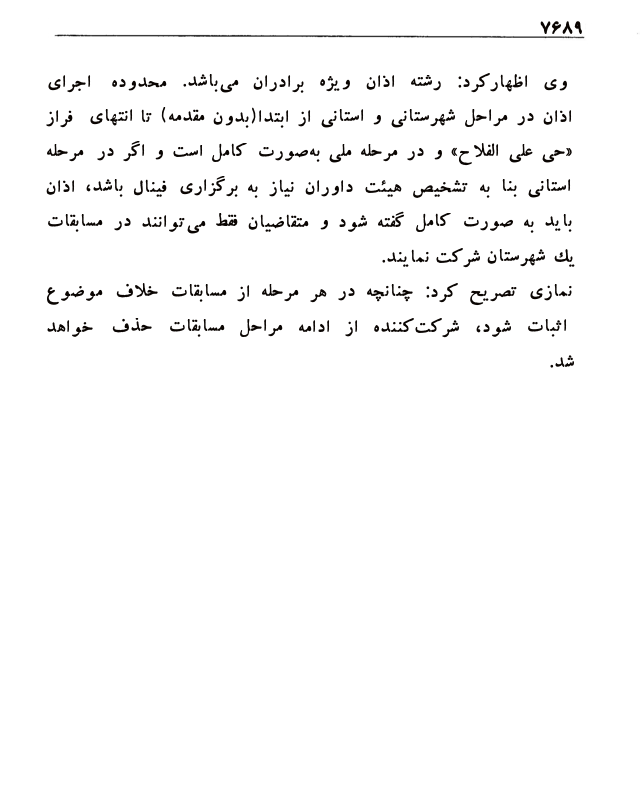 ۷۶۸۹
وی اظهارکرد: رشته اذان ویژه برادران می‌باشد. محدوده اجرای
اذان در مراحل شهرستانی و استانی از ابتدا(بدون مقدمه) تا انتهای فراز
«حی علی الفلاح» و در مرحله ملی به‌صورت کامل است و اگر در مرحله
استانی بنا به تشخیص هیئت داوران نیاز به برگزاری فینال باشد، اذان
باید به صورت کامل گفته شود و متقاضیان فقط می‌توانند در مسابقات
یك شهرستان شرکت نمایند.
نمازی تصریح کرد: چنانچه در هر مرحله از مسابقات خلاف موضوع
اثبات شود، شرکت‌کننده از ادامه مراحل مسابقات حذف خواهد
شد.